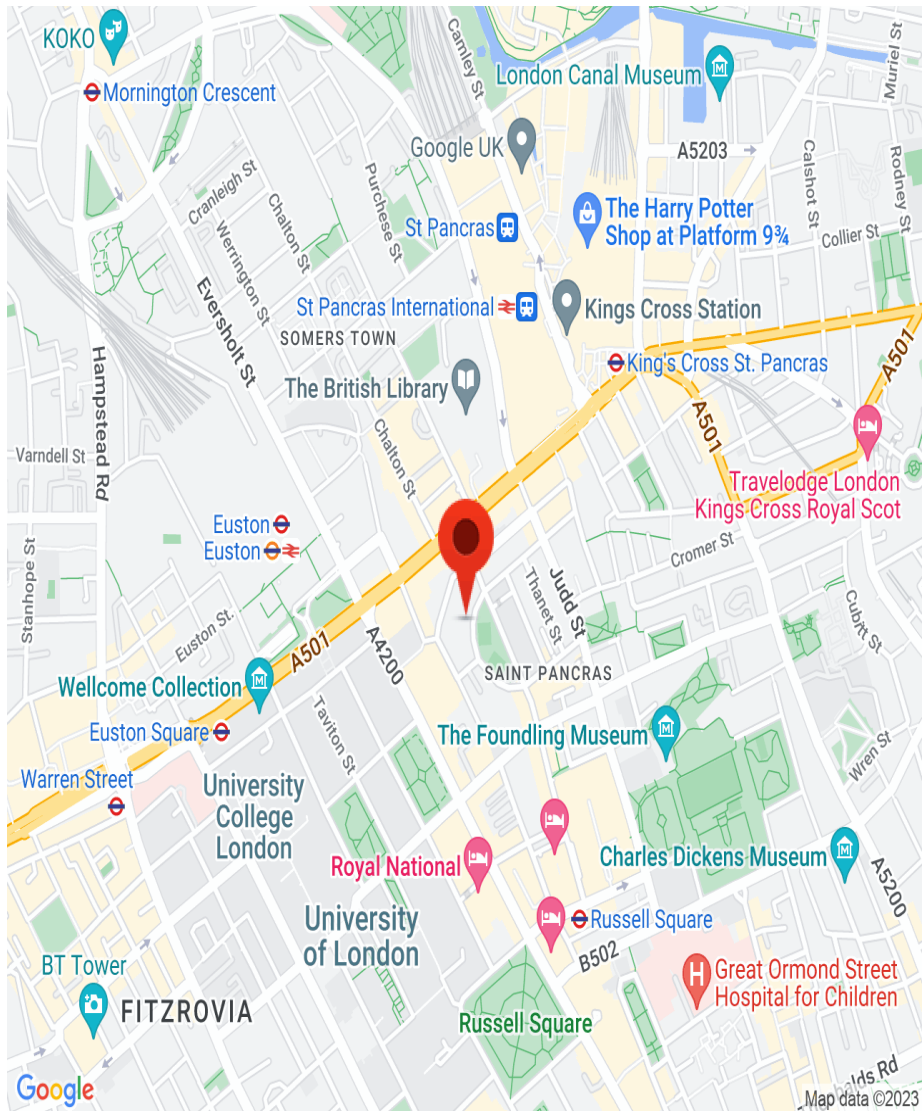 KOKO
Mornington Crescent
Camley St
London Canal Museum
Muriel St
Google UK
A5203
Calshot St
Rodney St
Cranleigh St
Chalton St
Purchese St
Werrington St
St Pancras
The Harry Potter
Shop at Platform 9¾
Collier St
Eversholt St
St Pancras International
Kings Cross Station
SOMERS TOWN
Hampstead Rd
The British Library
King's Cross St. Pancras
A501
A501
Chalton St
Varndell St
Travelodge London
Kings Cross Royal Scot
Euston
Euston
Stanhope St
Cromer St
Judd St
Thanet St
Cubitt St
Euston St.
A501
A4200
SAINT PANCRAS
Wellcome Collection
Taviton St
Euston Square
The Foundling Museum
Wren St
Warren Street
University
College
London
Royal National
Charles Dickens Museum
A5200
University
of London
Russell Square
B502
BT Tower
FITZROVIA
Great Ormond Street
Hospital for Children
Russell Square
Google
Map data ©2023